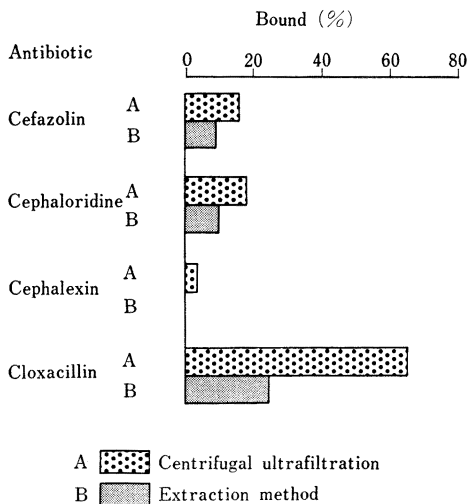 Bound (%)
Antibiotic
0 20 40 60 80
Cefazolin A
B
Cephaloridine A
B
Cephalexin A
B
Cloxacillin A
B
A Centrifugal ultrafiltration
B Extraction method